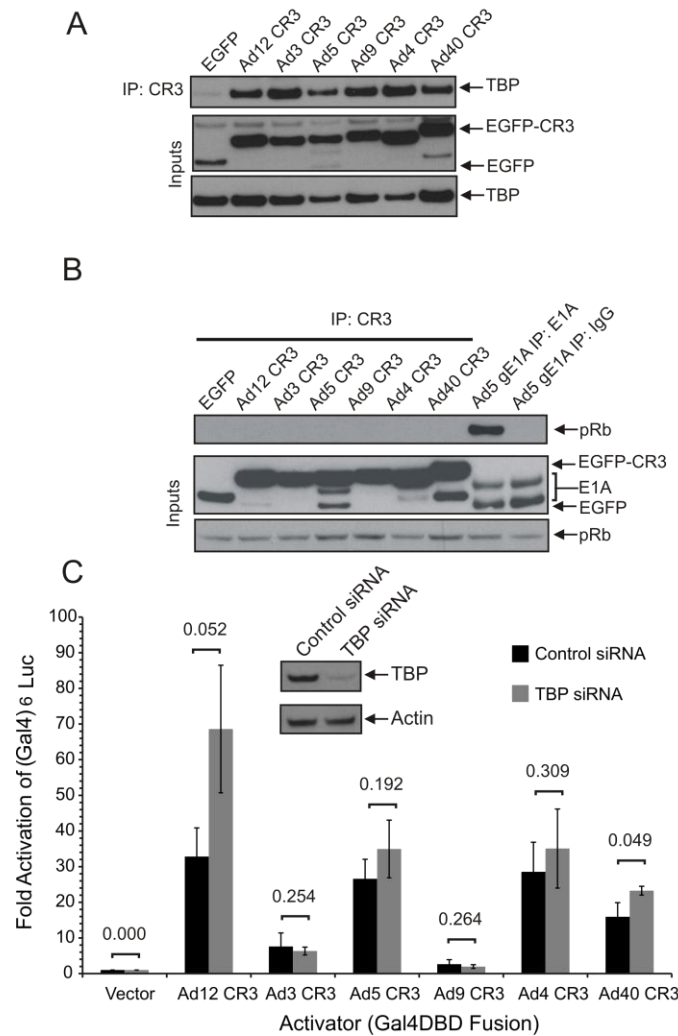 A
EGFP
Ad12 CR3
Ad3 CR3
Ad5 CR3
Ad9 CR3
Ad4 CR3
Ad40 CR3
IP: CR3
TBP
EGFP-CR3
Inputs
EGFP
TBP
B
IP: CR3
EGFP
Ad12 CR3
Ad3 CR3
Ad5 CR3
Ad9 CR3
Ad4 CR3
Ad40 CR3
Ad5 gE1A IP: E1A
Ad5 gE1A IP: IgG
pRb
EGFP-CR3
E1A
Inputs
EGFP
pRb
C
Control siRNA
TBP siRNA
TBP
Actin
Control siRNA
TBP siRNA
Fold Activation of (Gal4) 6 Luc
100
90
80
70
60
50
40
30
20
10
0
0.000
0.052
0.254
0.192
0.264
0.309
0.049
Vector Ad12 CR3 Ad3 CR3 Ad5 CR3 Ad9 CR3 Ad4 CR3 Ad40 CR3
Activator (Gal4DBD Fusion)